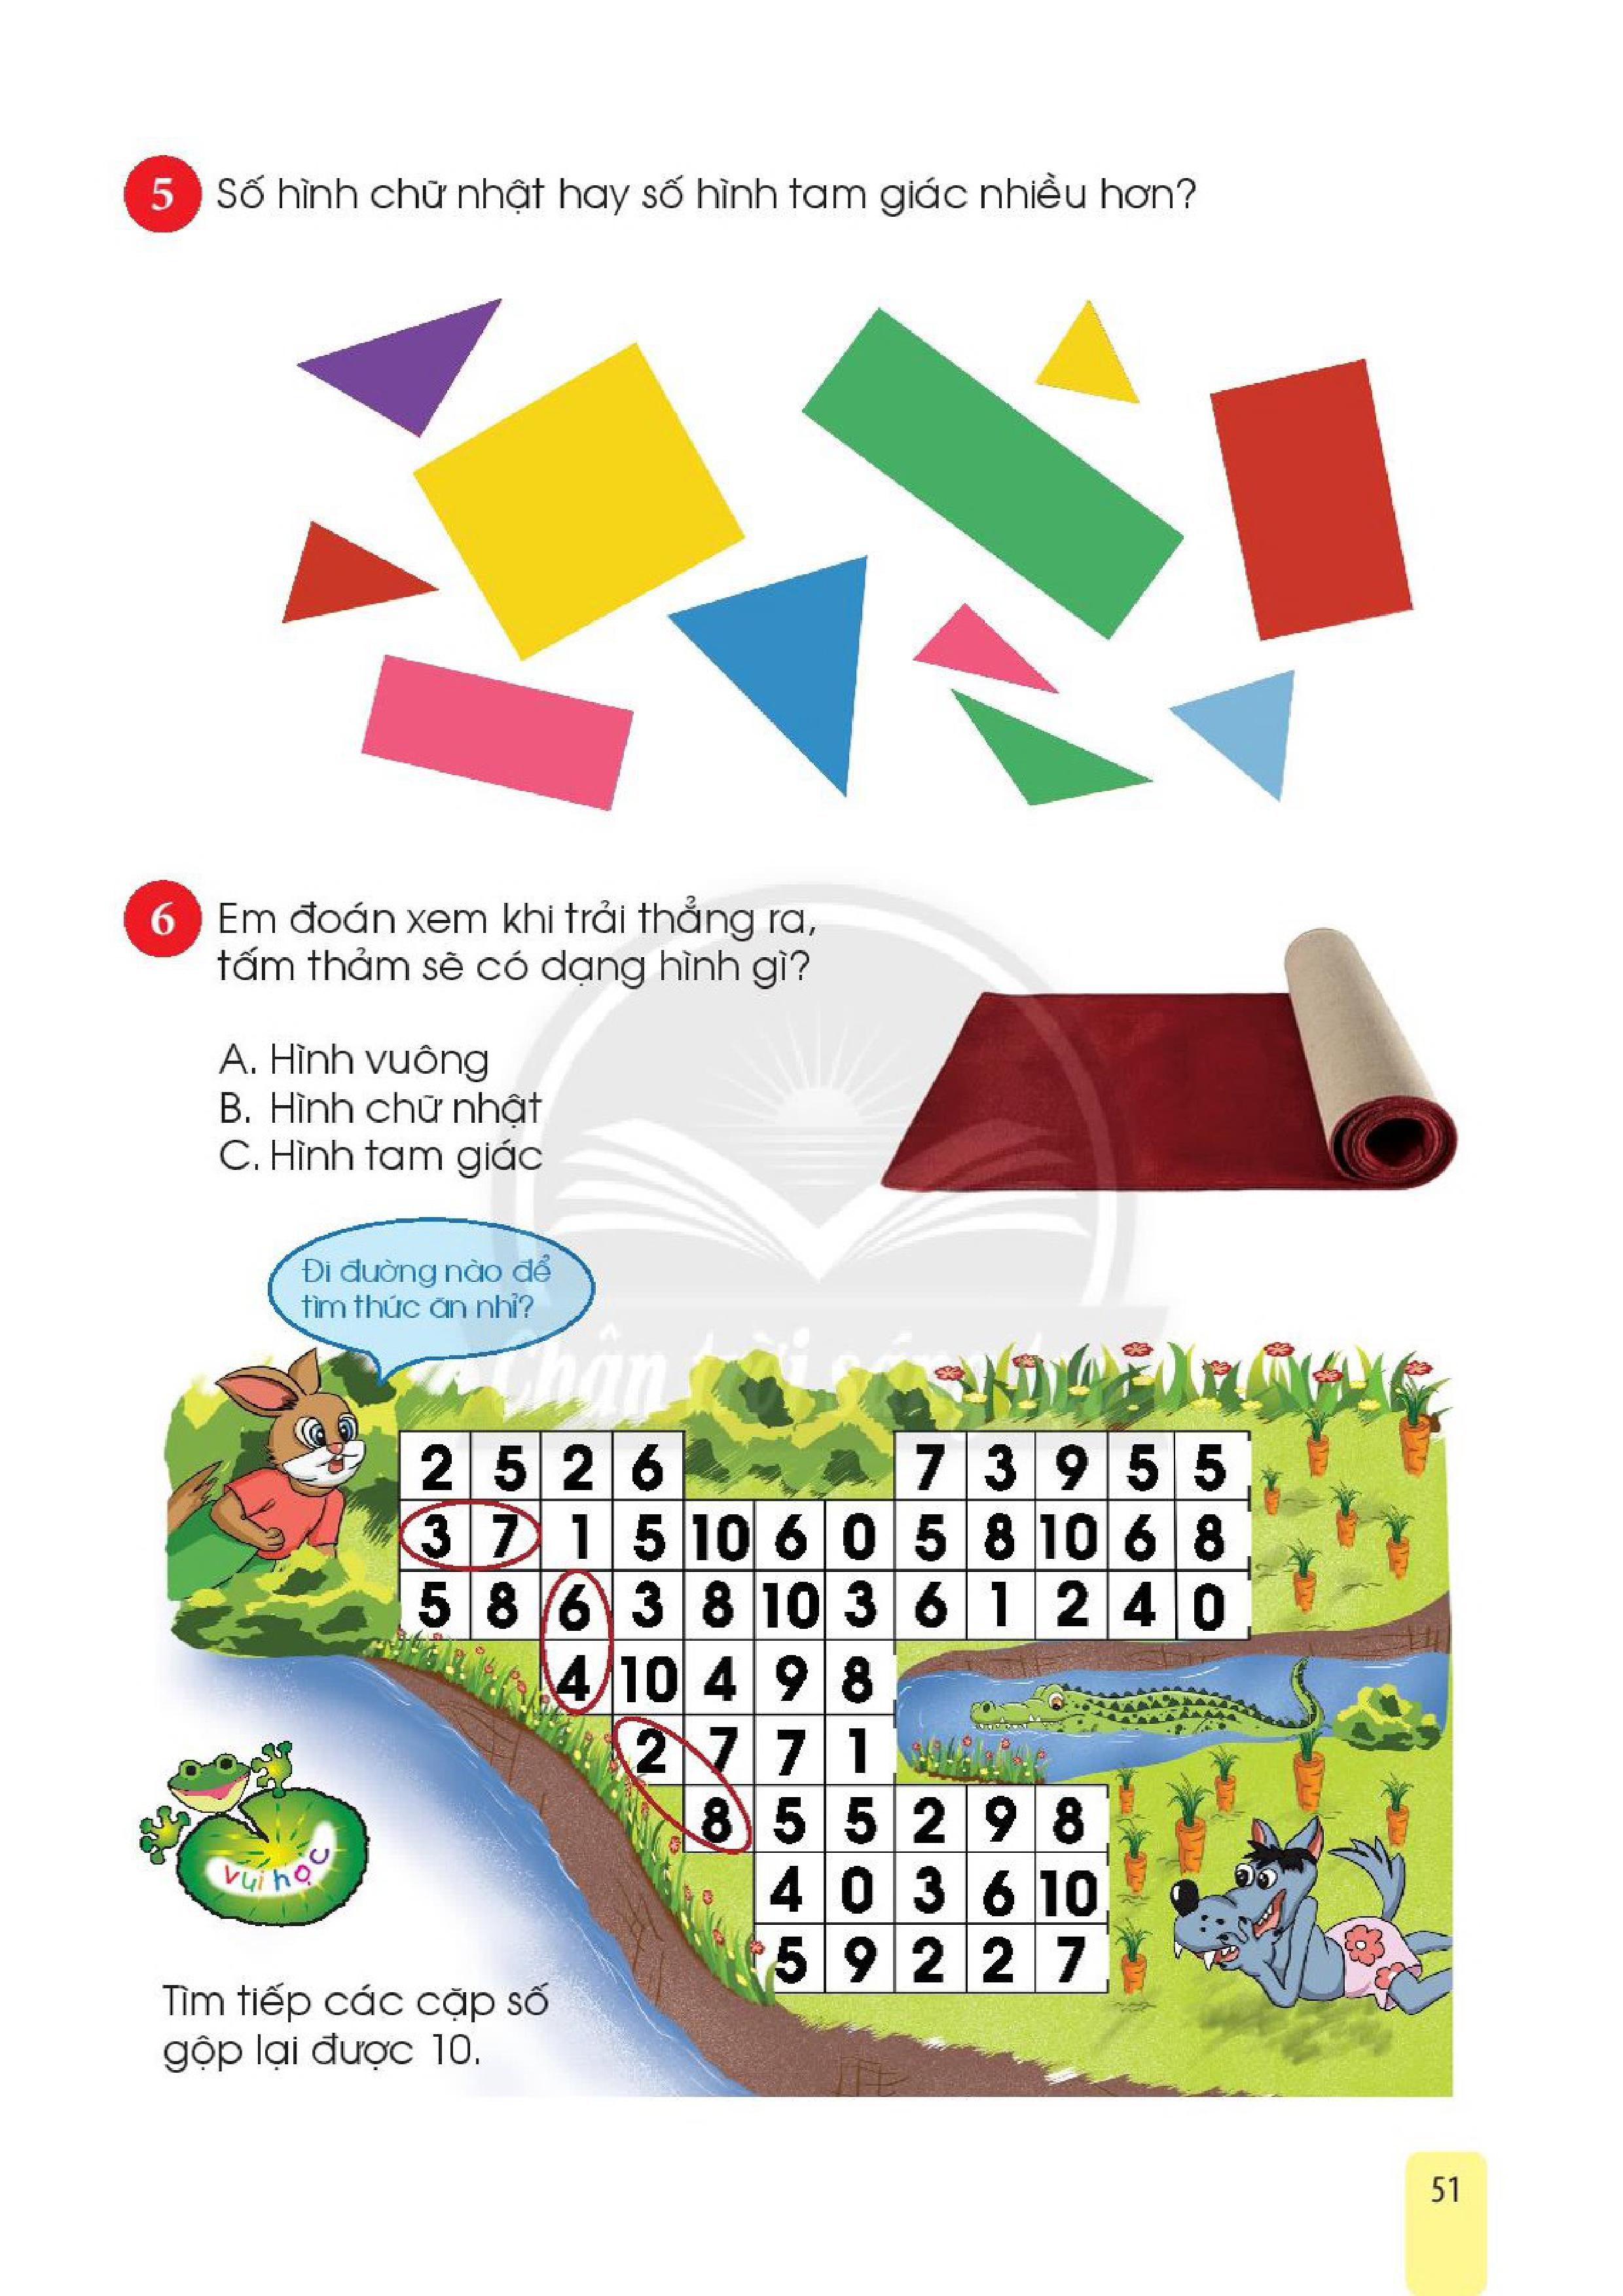 5 Số hình chữ nhật hay số hình tam giác nhiều hơn?
6 Em đoán xem khi trải thẳng ra,
tấm thảm sẽ có dạng hình gì?
A. Hình vuông
B. Hình chữ nhật
C. Hình tam giác
Đi đường nào để
tìm thức ăn nhỉ?
Chân trời sáng
2 5 2 6 7 3 9 5 5
3 7 1 5 10 6 0 5 8 10 6 8
5 8 6 3 8 10 3 6 1 2 4 0
4 10 4 9 8
2 7 7 1
8 5 5 2 9 8
4 0 3 6 10
5 9 2 2 7
vui học
Tìm tiếp các cặp số
gộp lại được 10.
51